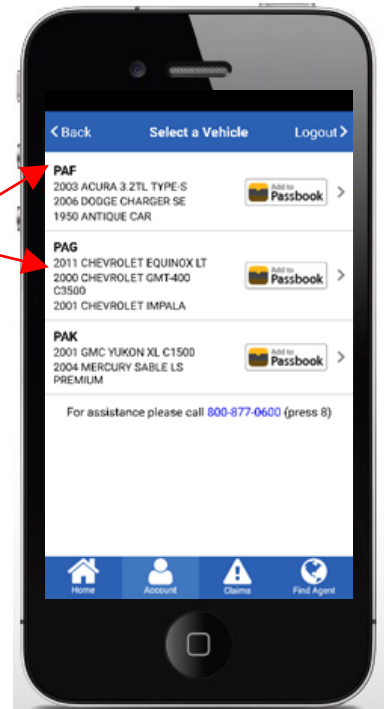 Back Select a Vehicle Logout
PAF
2003 ACURA 3.2TL TYPE-S
2006 DODGE CHARGER SE
1950 ANTIQUE CAR
Add to
Passbook
PAG
2011 CHEVROLET EQUINOX LT
2000 CHEVROLET GMT-400
C3500
2001 CHEVROLET IMPALA
Add to
Passbook
PAK
2001 GMC YUKON XL C1500
2004 MERCURY SABLE LS
PREMIUM
Add to
Passbook
For assistance please call 800-877-0600 (press 8)
Home Account Claims Find Agent